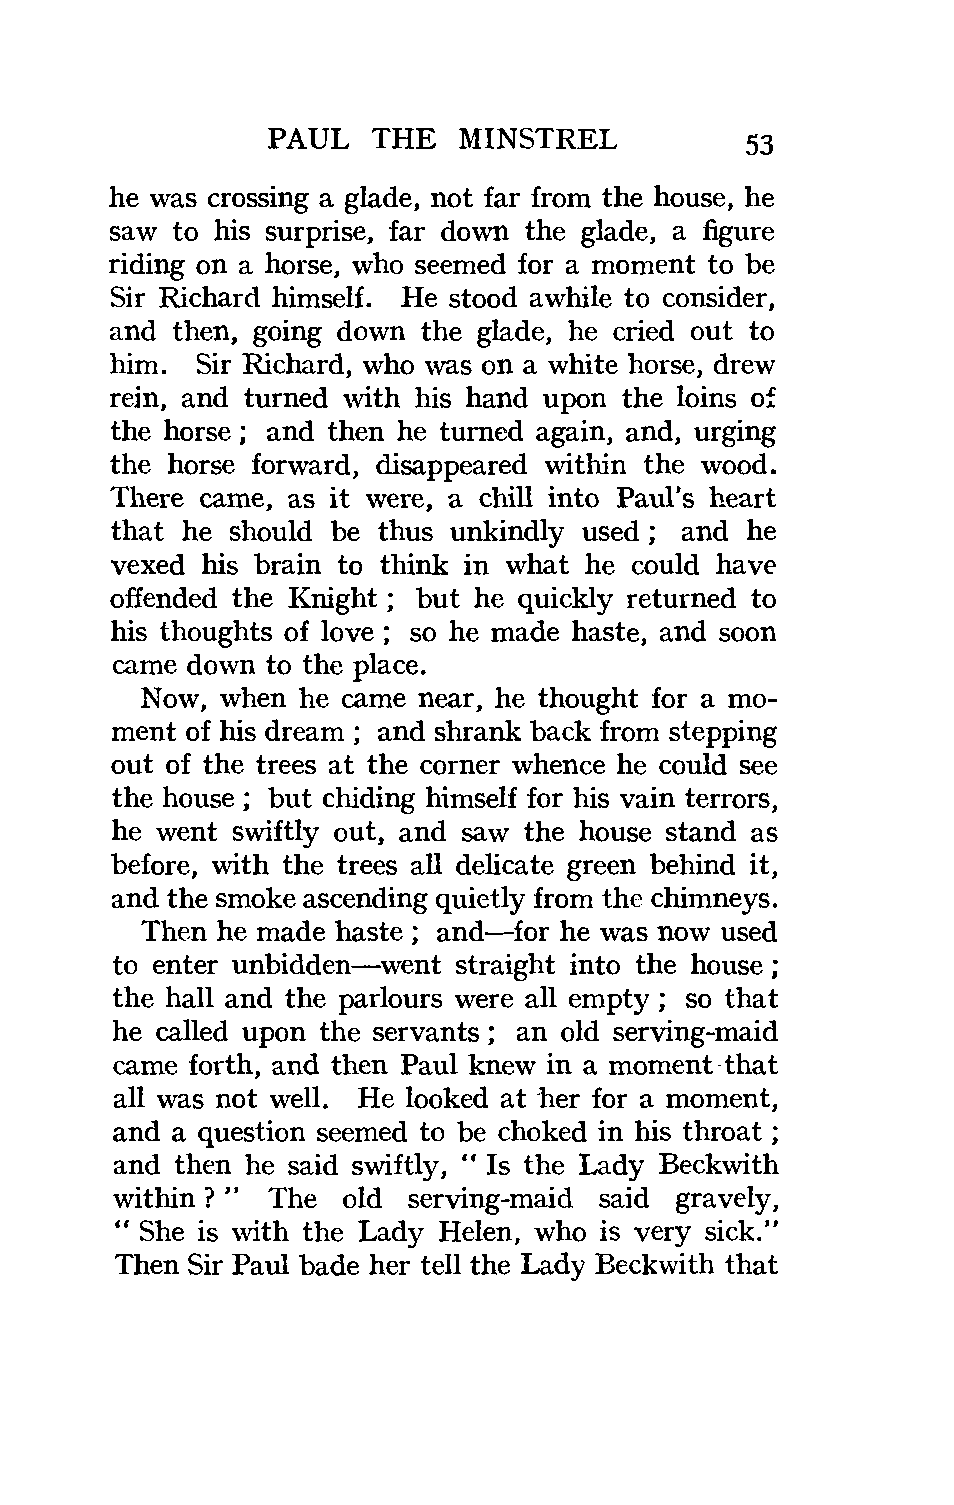 PAUL THE MINSTREL 53
he was crossing a glade, not far from the house, he
saw to his surprise, far down the glade, a figure
riding on a horse, who seemed for a moment to be
Sir Richard himself. He stood awhile to consider,
and then, going down the glade, he cried out to
him. Sir Richard, who was on a white horse, drew
rein, and turned with his hand upon the loins of
the horse ; and then he turned again, and, urging
the horse forward, disappeared within the wood.
There came, as it were, a chill into Paul's heart
that he should be thus unkindly used ; and he
vexed his brain to think in what he could have
offended the Knight ; but he quickly returned to
his thoughts of love ; so he made haste, and soon
came down to the place.
Now, when he came near, he thought for a mo-
ment of his dream ; and shrank back from stepping
out of the trees at the corner whence he could see
the house ; but chiding himself for his vain terrors,
he went swiftly out, and saw the house stand as
before, with the trees all delicate green behind it,
and the smoke ascending quietly from the chimneys.
Then he made haste ; and—for he was now used
to enter unbidden—went straight into the house ;
the hall and the parlours were all empty ; so that
he called upon the servants ; an old serving-maid
came forth, and then Paul knew in a moment that
all was not well. He looked at her for a moment,
and a question seemed to be choked in his throat ;
and then he said swiftly, " Is the Lady Beckwith
within ? " The old serving-maid said gravely,
" She is with the Lady Helen, who is very sick."
Then Sir Paul bade her tell the Lady Beckwith that